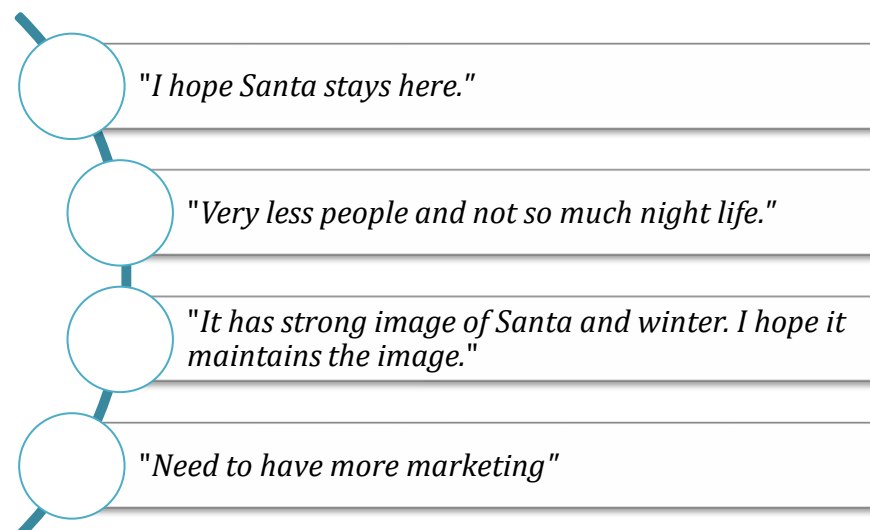 "I hope Santa stays here."
"Very less people and not so much night life."
"It has strong image of Santa and winter. I hope it
maintains the image."
"Need to have more marketing"